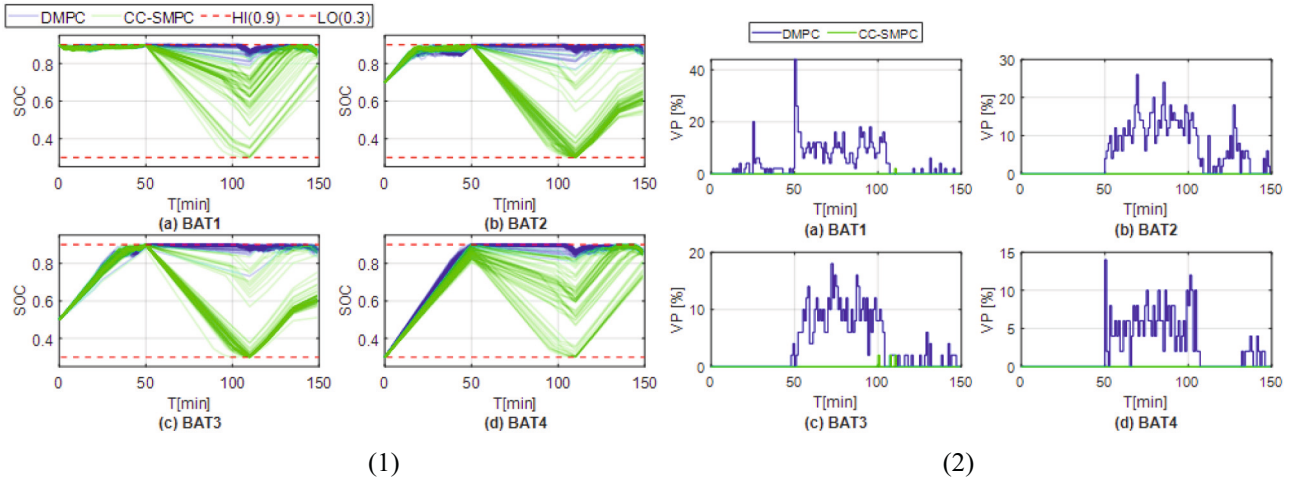 DMPC CC-SMPC HI(0.9) LO(0.3)
SOC
0.8
0.6
0.4
0 50 100 150
T[min]
(a) BAT1
SOC
0.8
0.6
0.4
0 50 100 150
T[min]
(b) BAT2
SOC
0.8
0.6
0.4
0 50 100 150
T[min]
(c) BAT3
SOC
0.8
0.6
0.4
0 50 100 150
T[min]
(d) BAT4
(1)
DMPC CC-SMPC
VP [%]
40
20
0
0 50 100 150
T[min]
(a) BAT1
VP [%]
30
20
10
0
0 50 100 150
T[min]
(b) BAT2
VP [%]
20
10
0
0 50 100 150
T[min]
(c) BAT3
VP [%]
15
10
5
0
0 50 100 150
T[min]
(d) BAT4
(2)